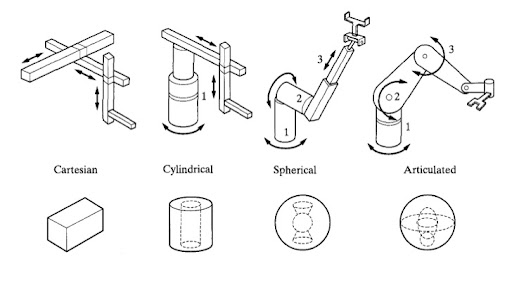 3
3
1
2
2
1
1
Cartesian
Cylindrical
Spherical
Articulated